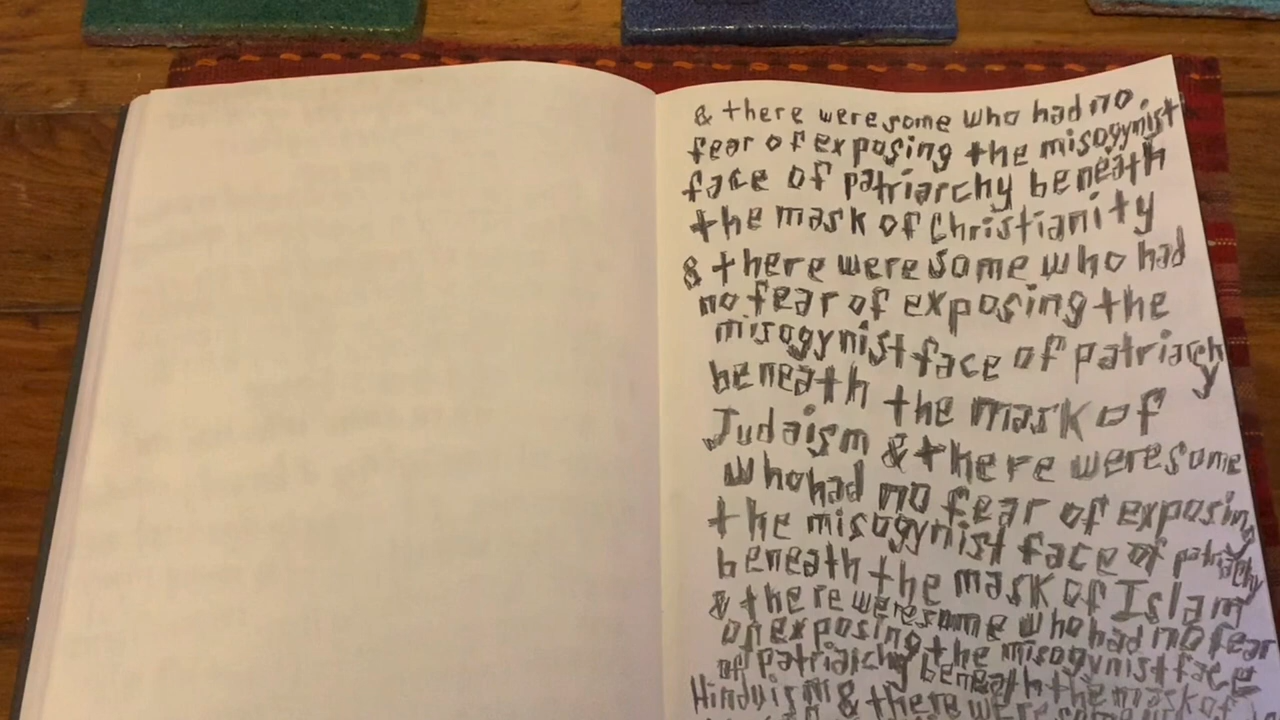 & there were some who had no
fear of exposing the misogynist
face of patriarchy beneath
the mask of Christianity
& there were some who had
no fear of exposing the
misogynist face of patriarchy
beneath the mask of
Judaism & there were some
who had no fear of exposing
the misogynist face of patriarchy
beneath the mask of Islam
& there were some who had no fear
of exposing the misogynist face
of patriarchy beneath the mask of
Hinduism & there were some